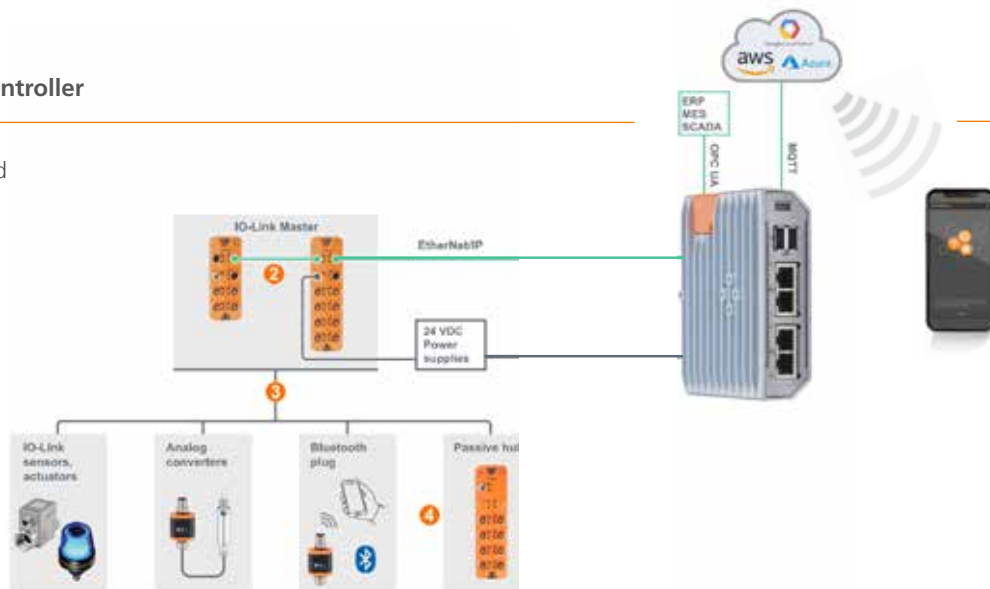 ntroller
d
aws
Azure
ERP
MES
SCADA
OPC UA
MQTT
IO-Link Master
EtherNet/IP
2
24 VDC
Power
supplies
3
IO-Link
sensors,
actuators
Analog
converters
Bluetooth
plug
Passive hu
4